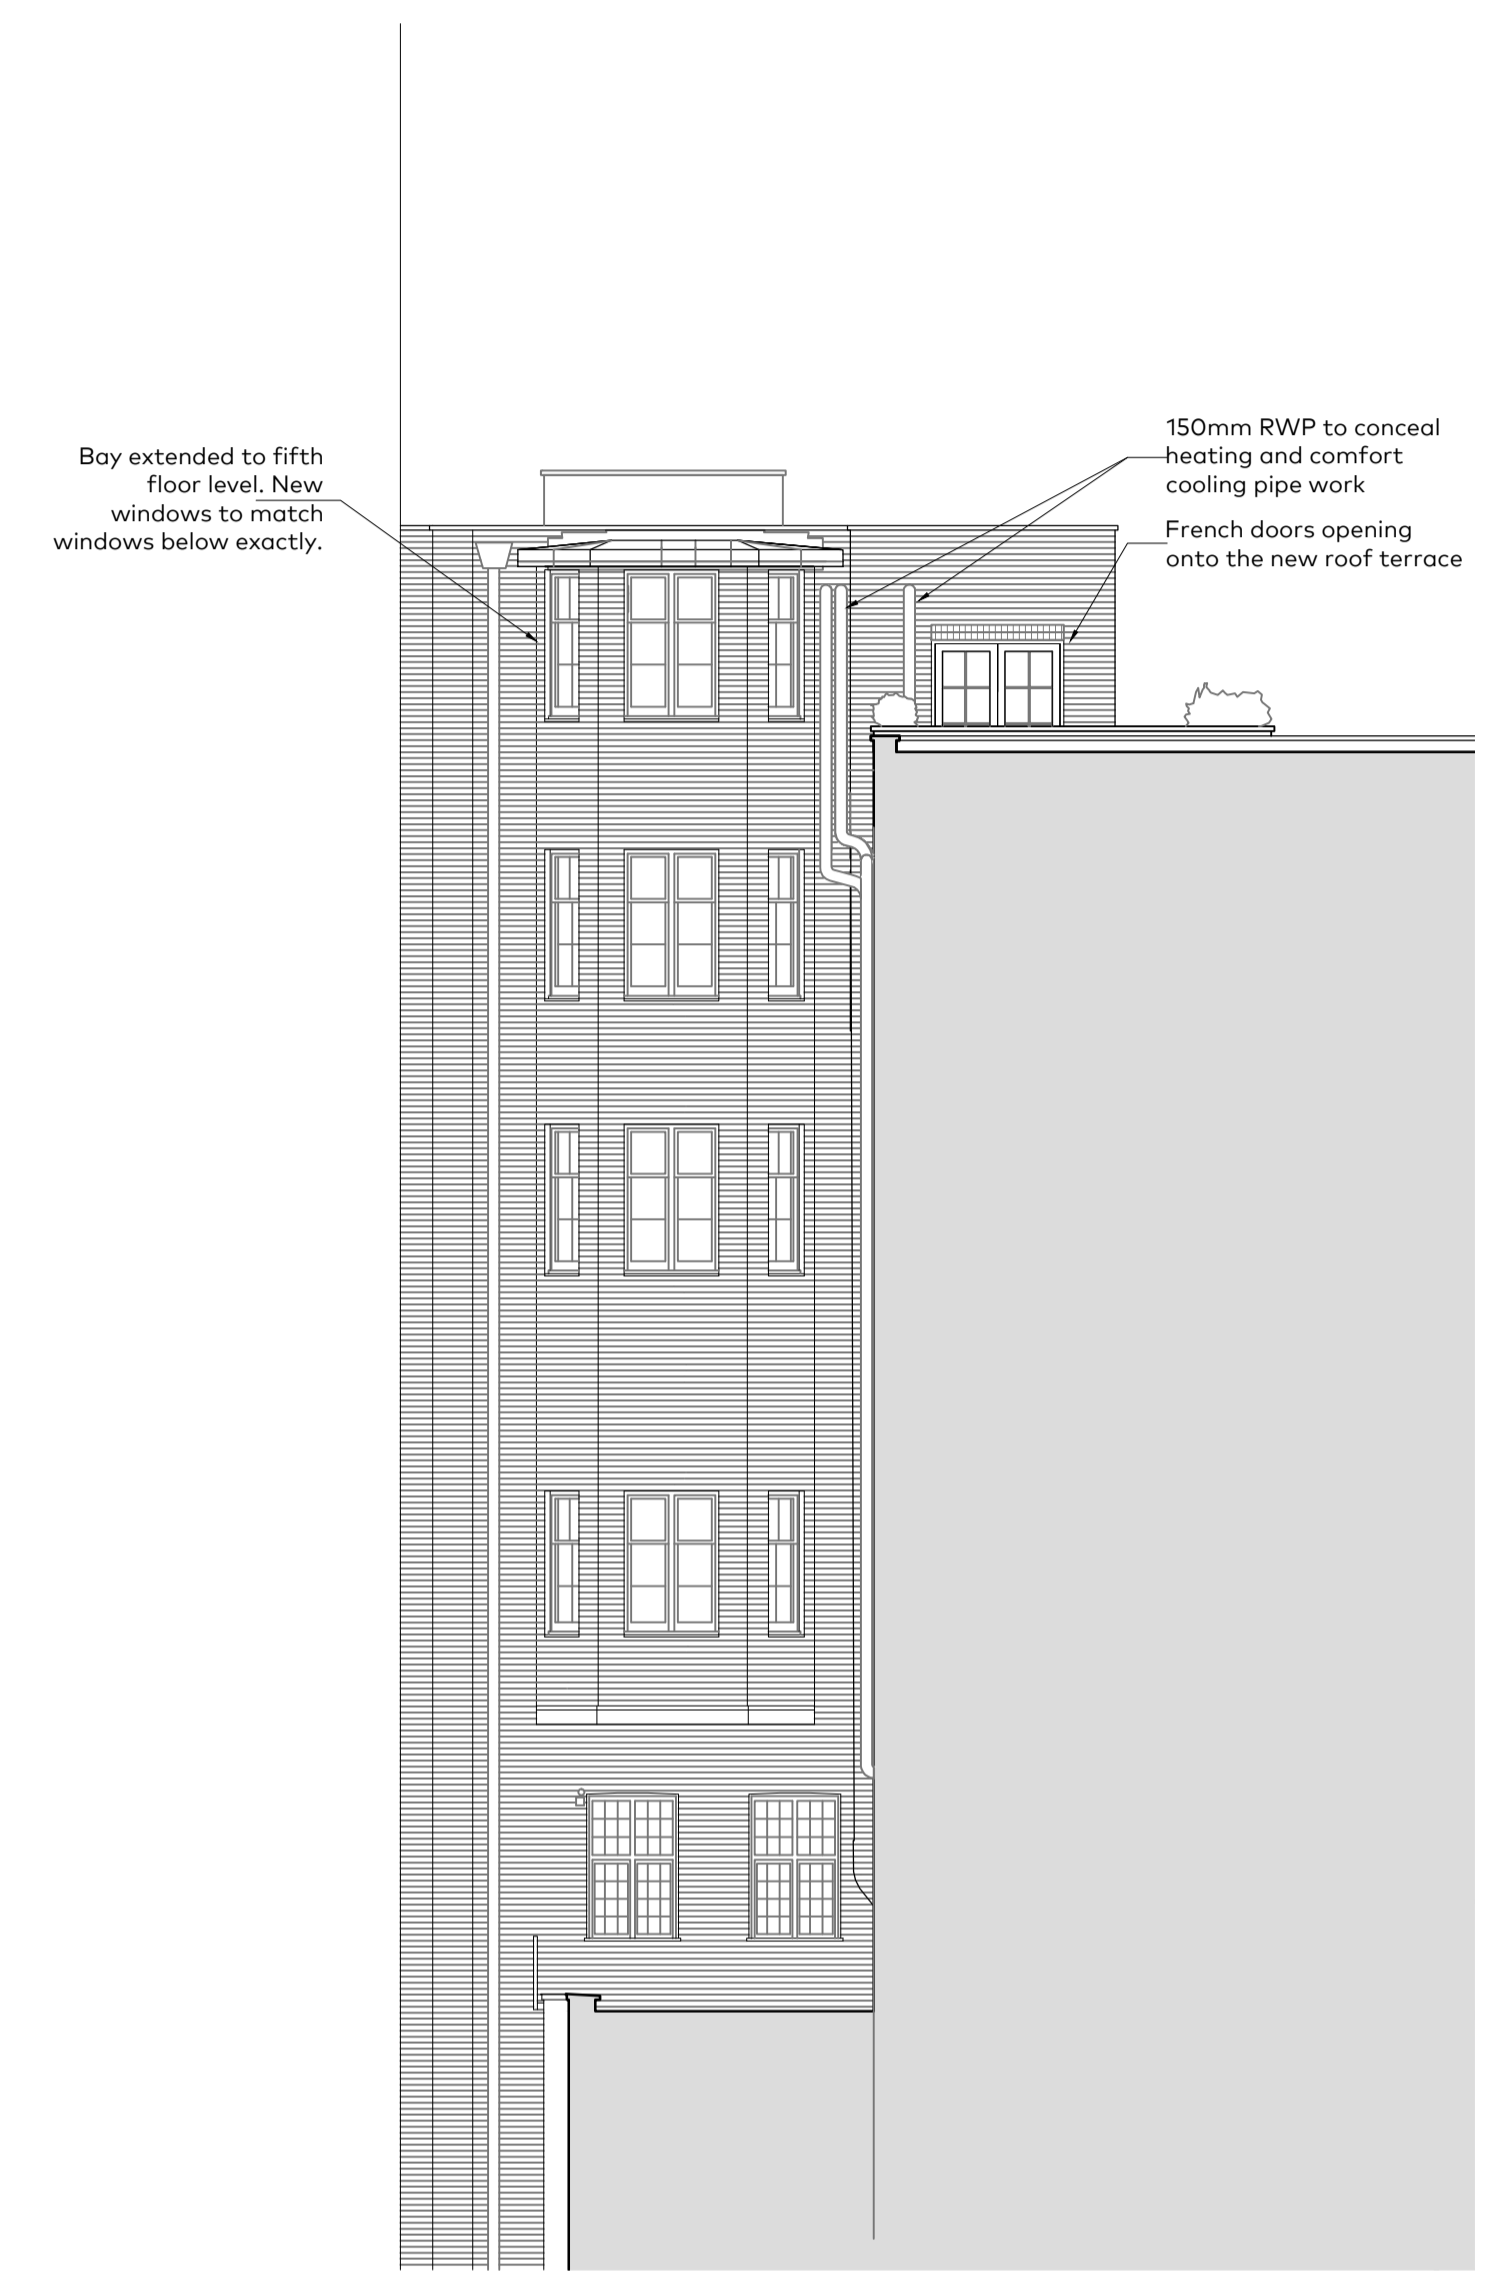 Bay extended to fifth
floor level. New
windows to match
windows below exactly.
150mm RWP to conceal
heating and comfort
cooling pipe work
French doors opening
onto the new roof terrace